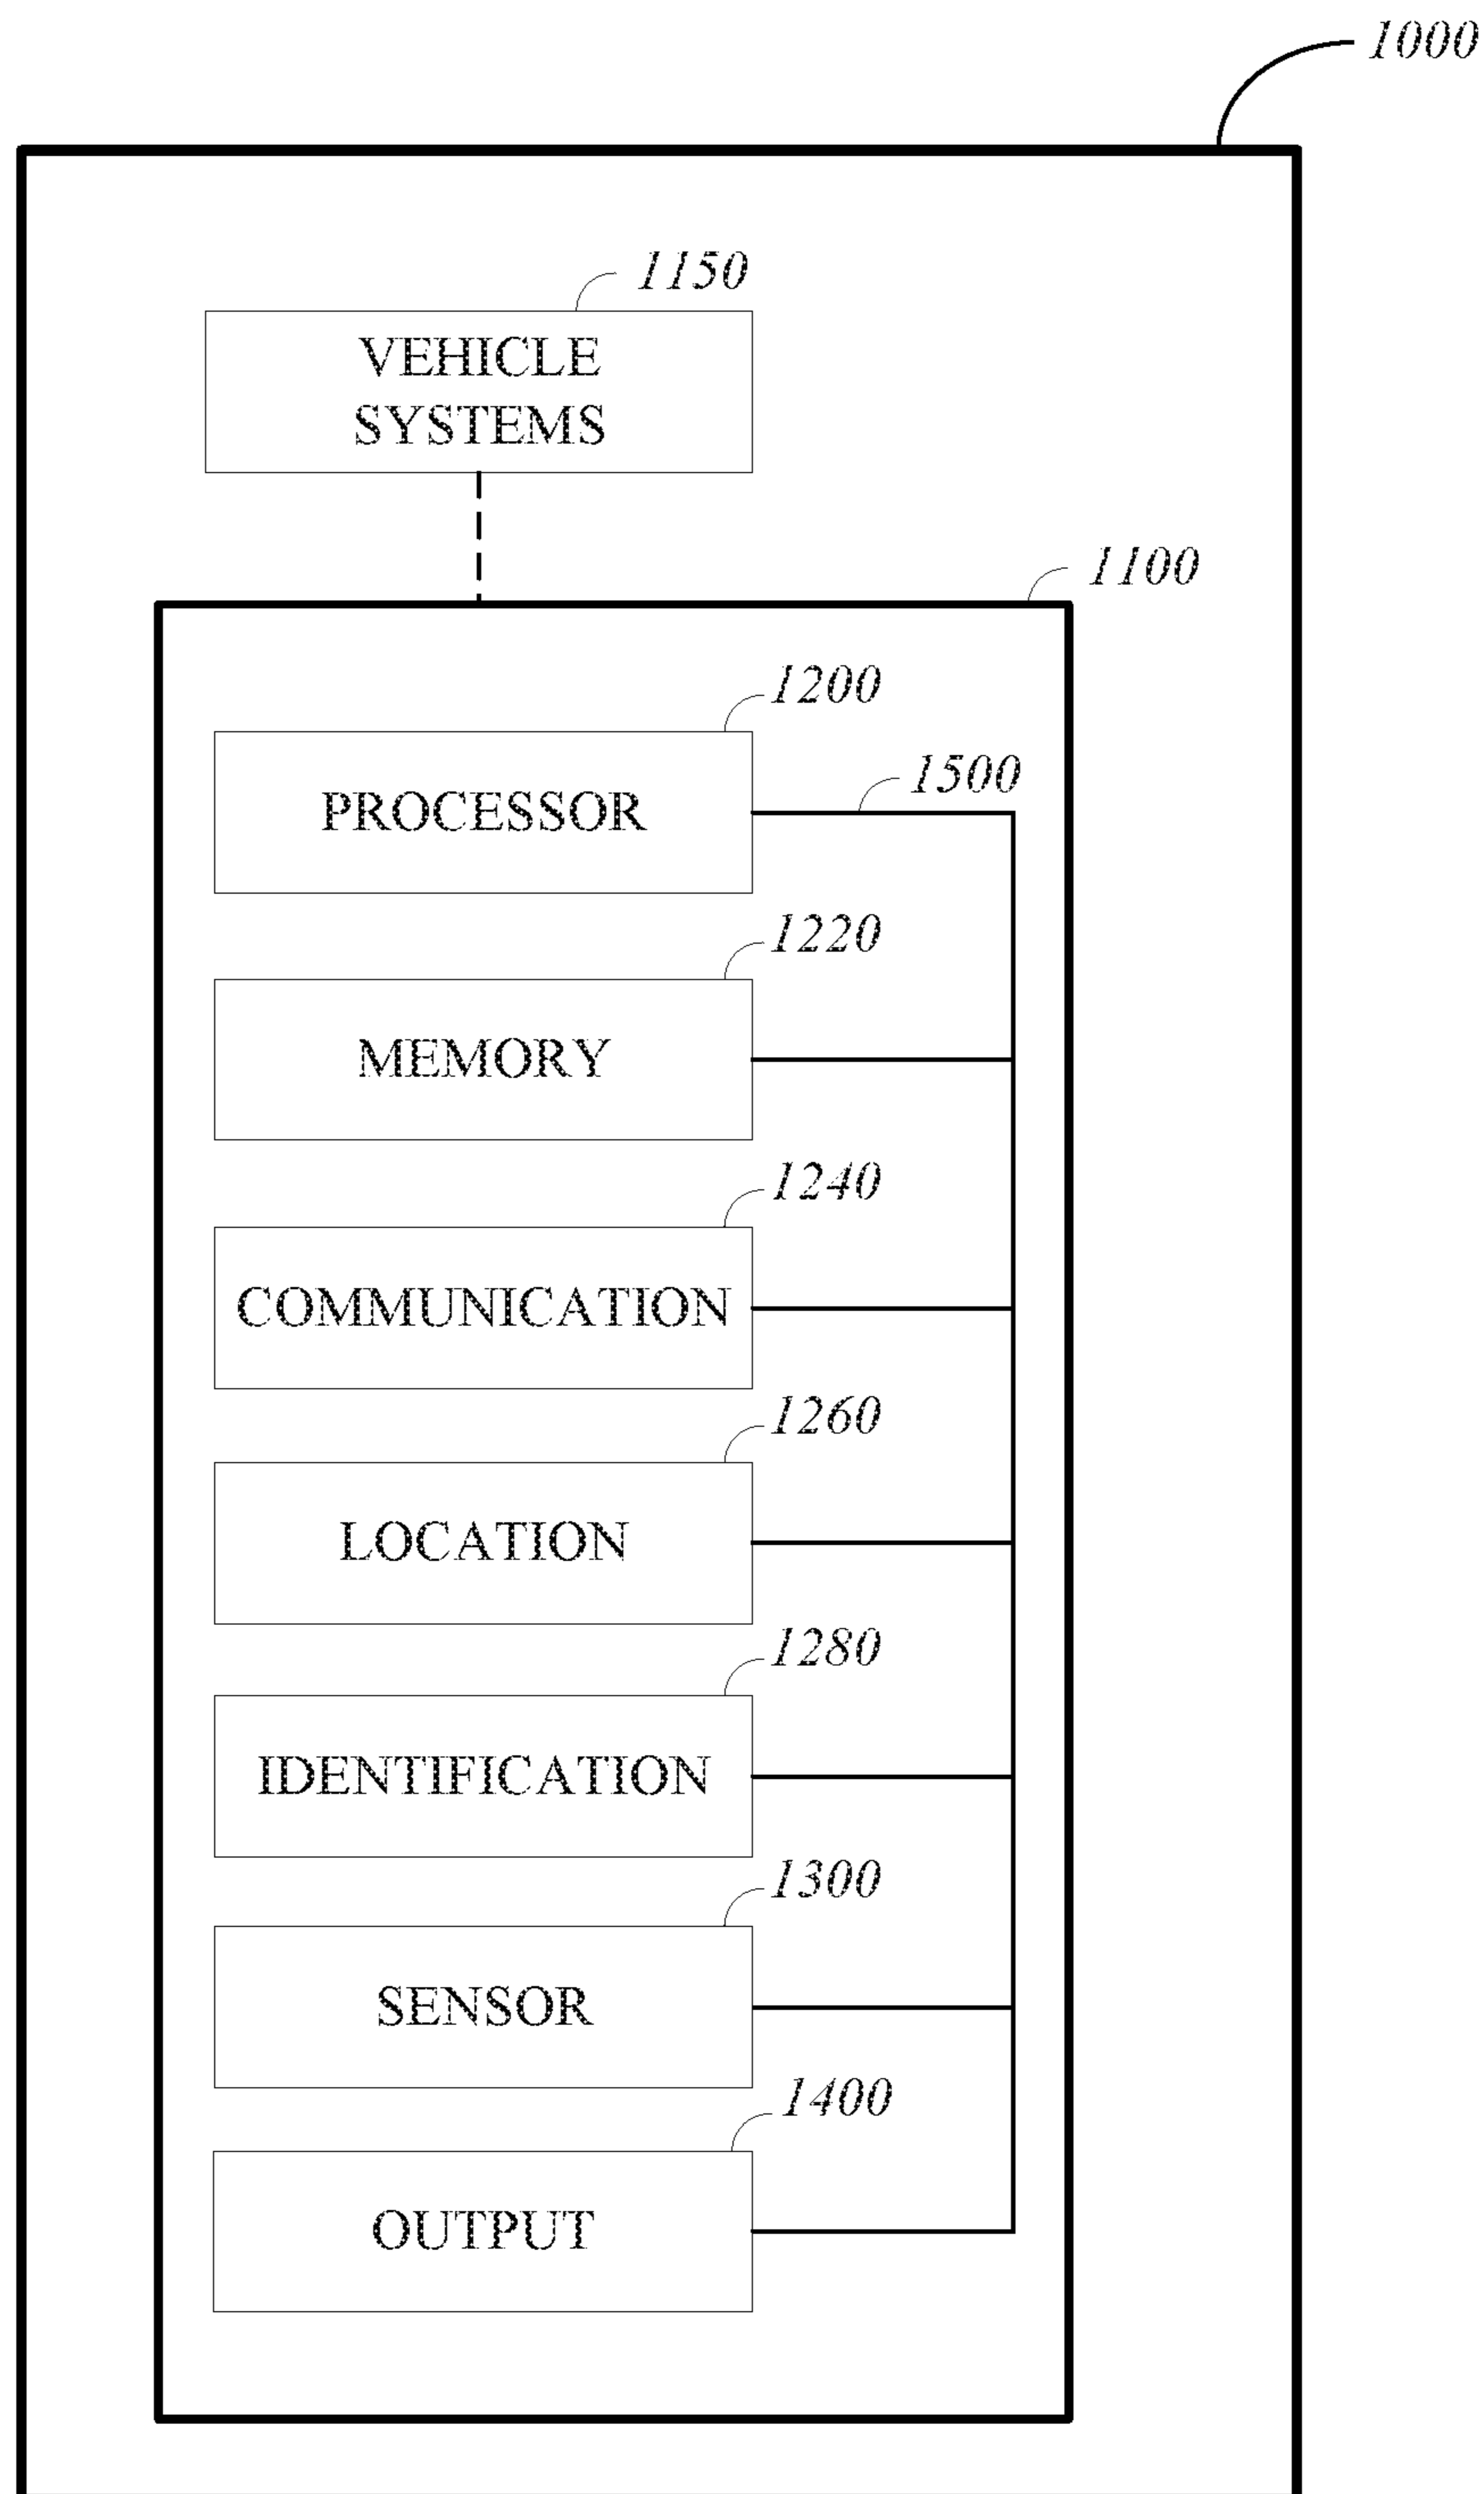 1000
1150
VEHICLE
SYSTEMS
1100
1200
PROCESSOR
1500
1220
MEMORY
1240
COMMUNICATION
1260
LOCATION
1280
IDENTIFICATION
1300
SENSOR
1400
OUTPUT